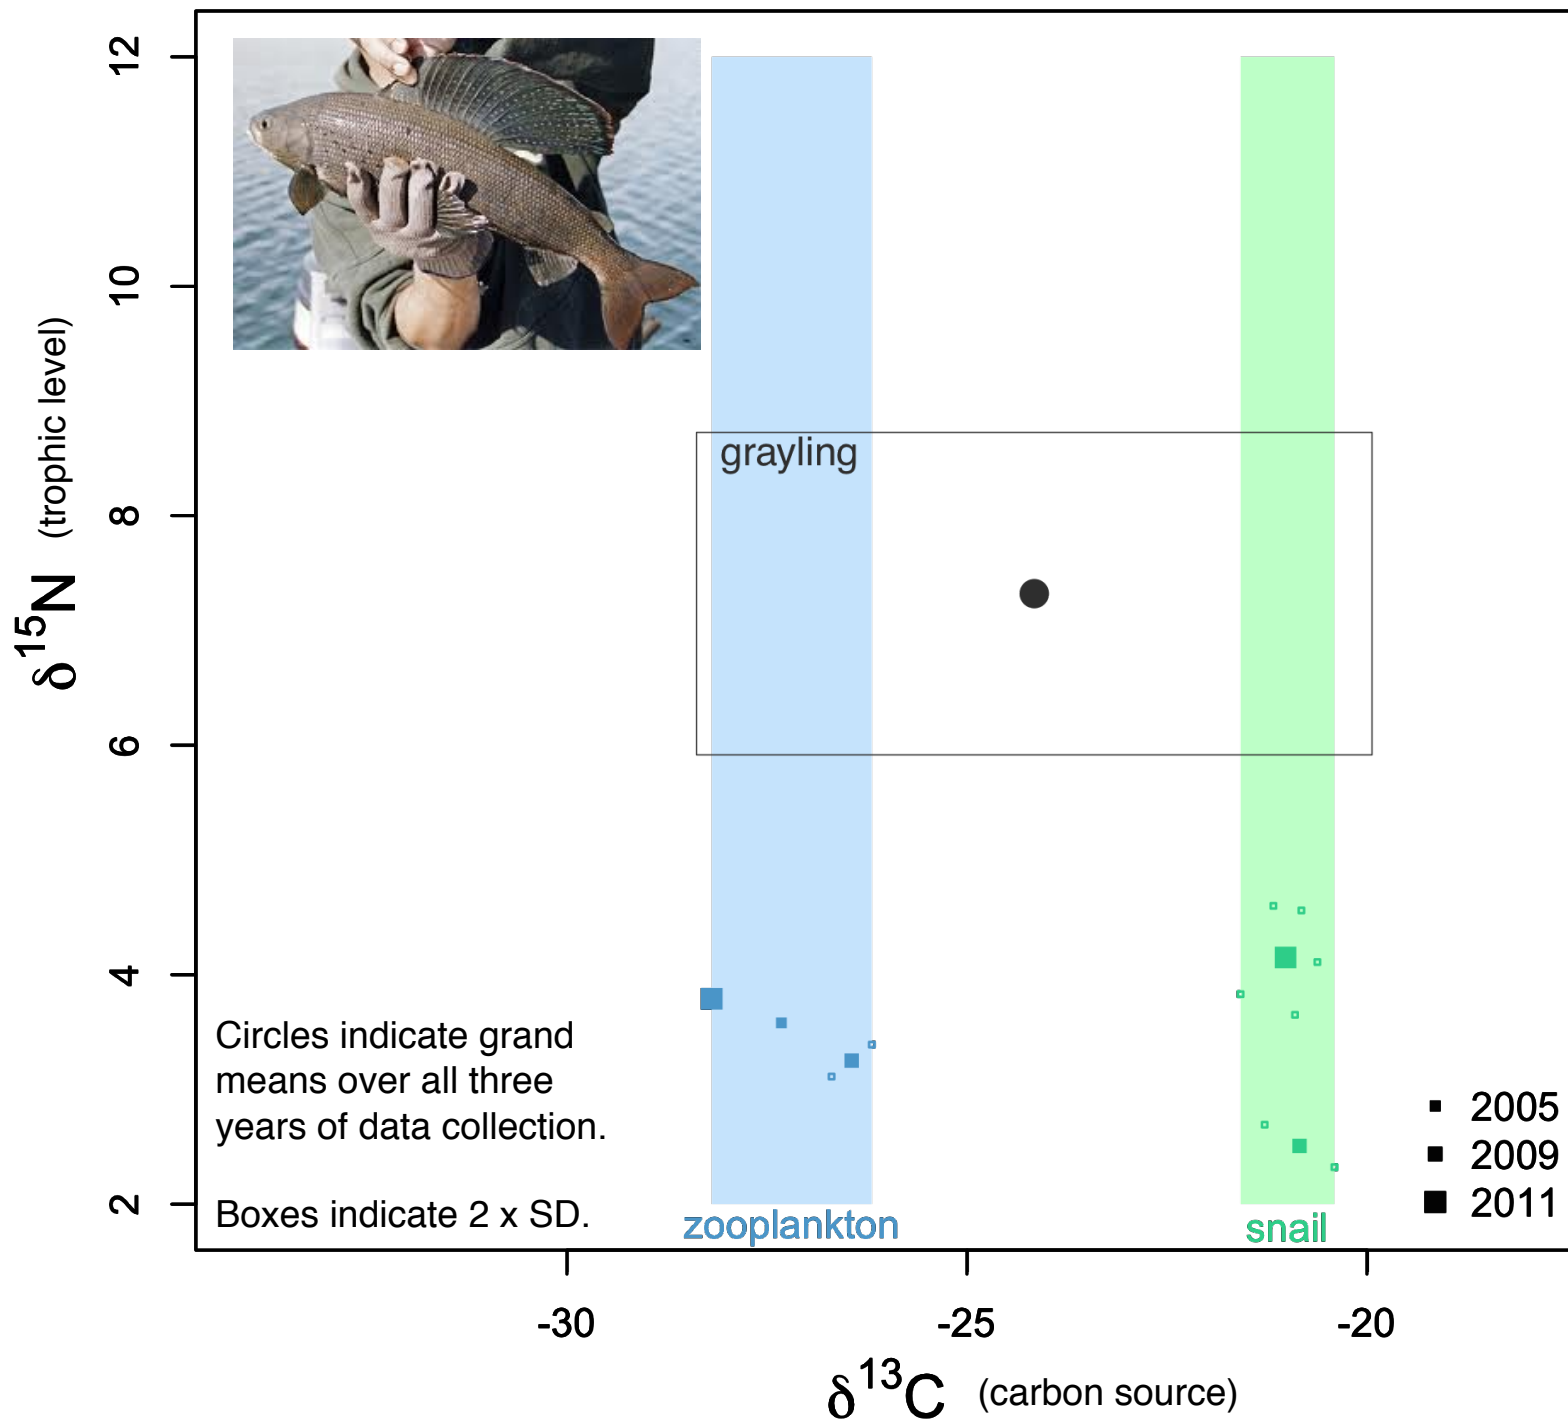 12
10
8
6
4
2
δ15N (trophic level)
grayling
Circles indicate grand
means over all three
years of data collection.
Boxes indicate 2 x SD.
zooplankton
snail
2005
2009
2011
-30
-25
-20
δ13C (carbon source)